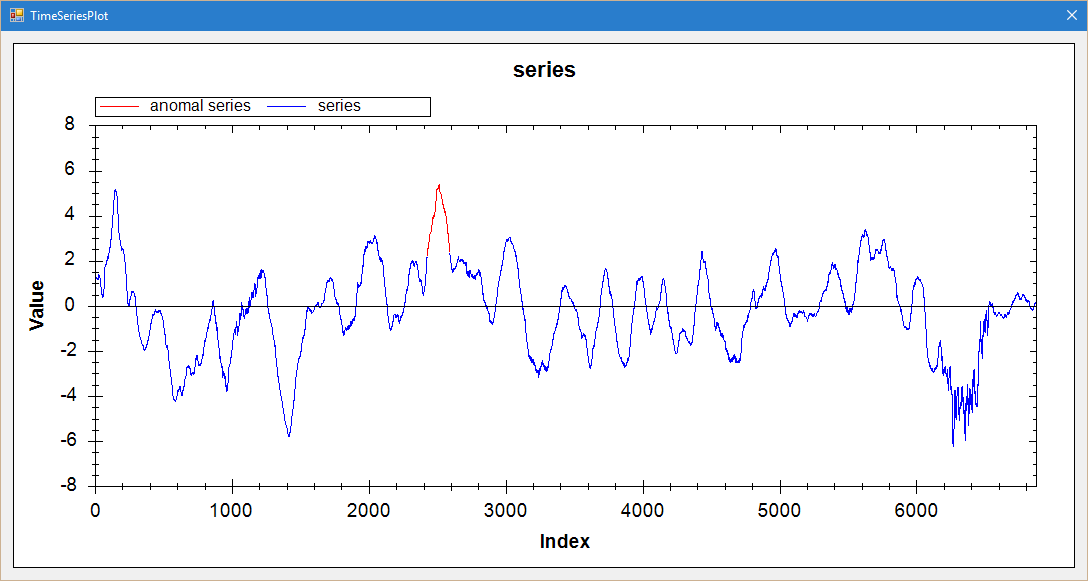 TimeSeriesPlot
series
anomal series series
8
6
4
2
0
-2
-4
-6
-8
Value
0 1000 2000 3000 4000 5000 6000
Index